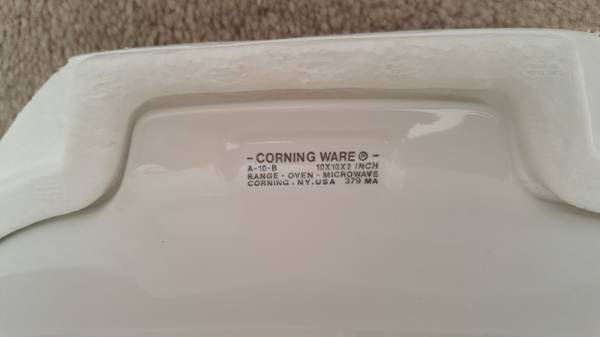 - CORNING WARE ® -
A-10-B 10X10X2 INCH
RANGE - OVEN - MICROWAVE
CORNING . NY. USA 379 MA